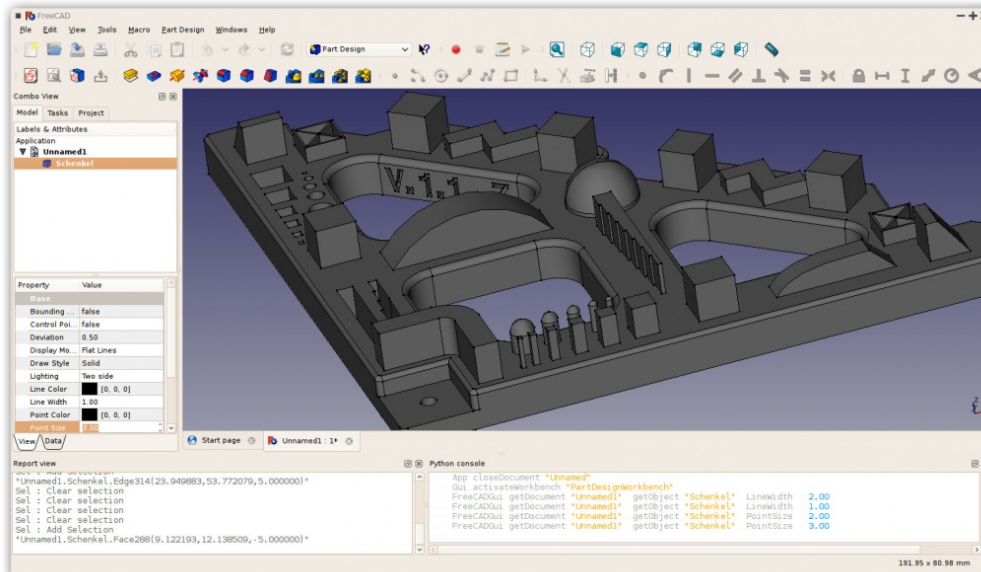 FreeCAD
File Edit View Tools Macro Part Design Windows Help
Part Design
Combo View
Model Tasks Project
Labels & Attributes
Application
Unnamed1
Schenkel
V.1.1.7
Property Value
Base
Bounding ... false
Control Poi... false
Deviation 0.50
Display Mo... Flat Lines
Draw Style Solid
Lighting Two side
Line Color [0, 0, 0]
Line Width 1.00
Point Color [0, 0, 0]
Point Size 3.00
View Data
Start page Unnamed1 : 1*
Report view
Sel : Add Selection
"Unnamed1.Schenkel.Edge314(23.949883,53.772079,5.000000)"
Sel : Clear selection
Sel : Clear selection
Sel : Clear selection
Sel : Clear selection
Sel : Add Selection
"Unnamed1.Schenkel.Face288(9.122193,12.138509,-5.000000)"
Python console
App closeDocument "Unnamed"
Gui activateWorkbench "PartDesignWorkbench"
FreeCADGui getDocument "Unnamed1" getObject "Schenkel" LineWidth 2.00
FreeCADGui getDocument "Unnamed1" getObject "Schenkel" LineWidth 1.00
FreeCADGui getDocument "Unnamed1" getObject "Schenkel" PointSize 2.00
FreeCADGui getDocument "Unnamed1" getObject "Schenkel" PointSize 3.00
191.95 x 80.98 mm